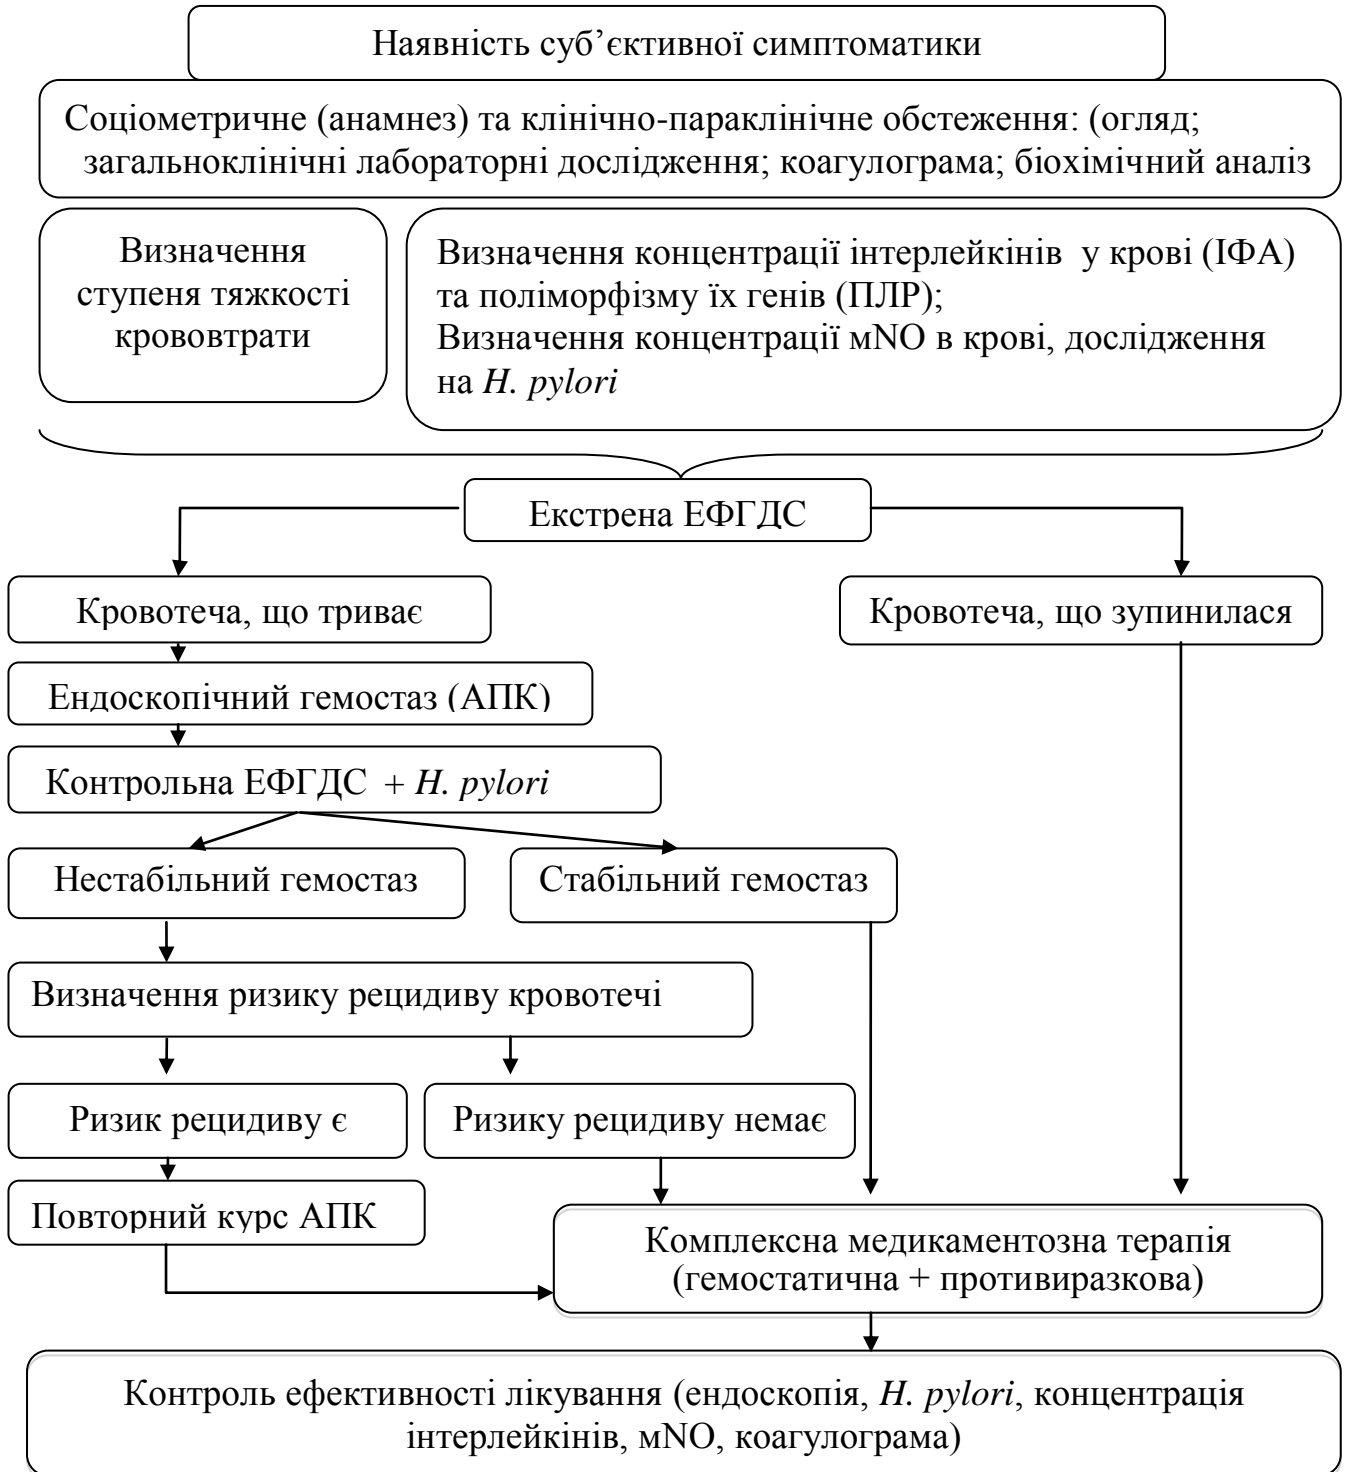 Наявність суб’єктивної симптоматики
Соціометричне (анамнез) та клінічно-параклінічне обстеження: (огляд;
загальноклінічні лабораторні дослідження; коагулограма; біохімічний аналіз
Визначення
ступеня тяжкості
крововтрати
Визначення концентрації інтерлейкінів у крові (ІФА)
та поліморфізму їх генів (ПЛР);
Визначення концентрації мNO в крові, дослідження
на H. pylori
Екстрена ЕФГДС
Кровотеча, що триває
Кровотеча, що зупинилася
Ендоскопічний гемостаз (АПК)
Контрольна ЕФГДС + H. pylori
Нестабільний гемостаз
Стабільний гемостаз
Визначення ризику рецидиву кровотечі
Ризик рецидиву є
Ризику рецидиву немає
Повторний курс АПК
Комплексна медикаментозна терапія
(гемостатична + противиразкова)
Контроль ефективності лікування (ендоскопія, H. pylori, концентрація
інтерлейкінів, мNO, коагулограма)